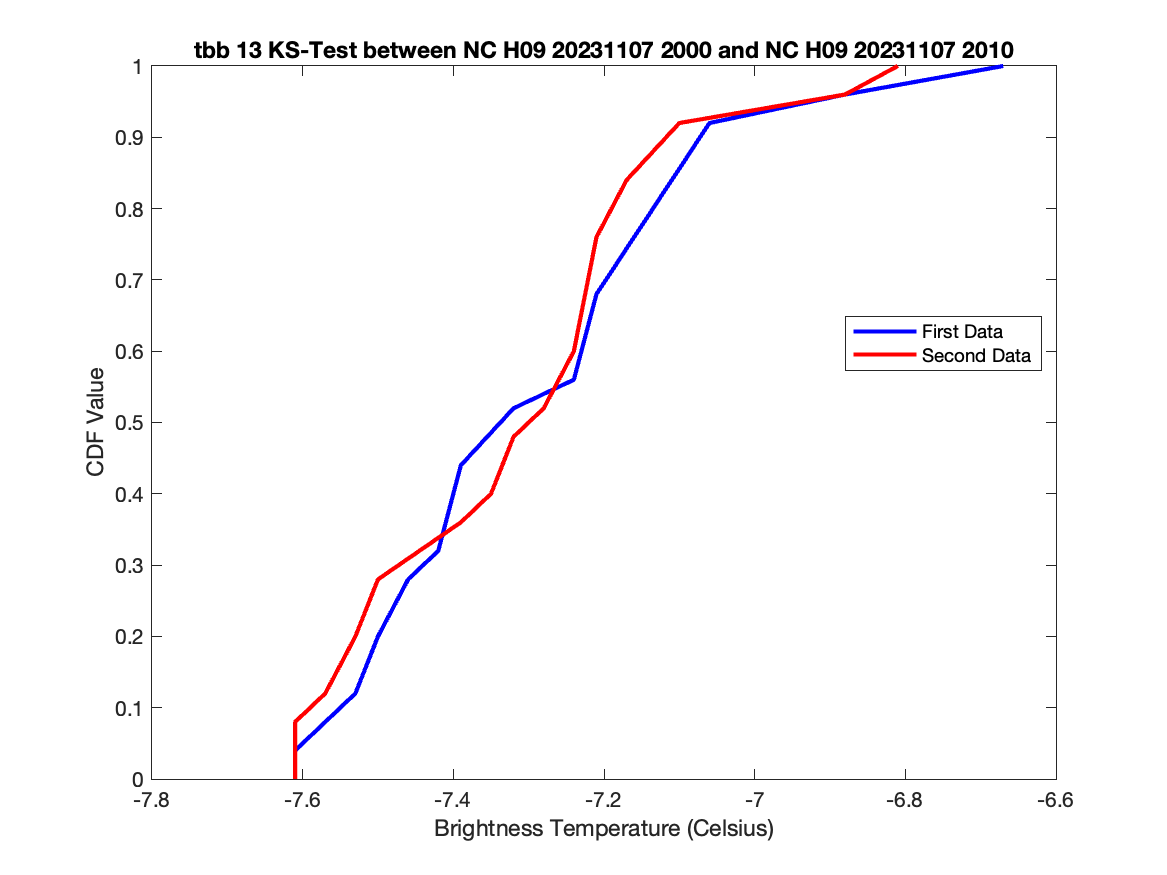 tbb 13 KS-Test between NC H09 20231107 2000 and NC H09 20231107 2010
1
0.9
0.8
0.7
0.6
0.5
0.4
0.3
0.2
0.1
0
CDF Value
First Data
Second Data
-7.8 -7.6 -7.4 -7.2 -7 -6.8 -6.6
Brightness Temperature (Celsius)